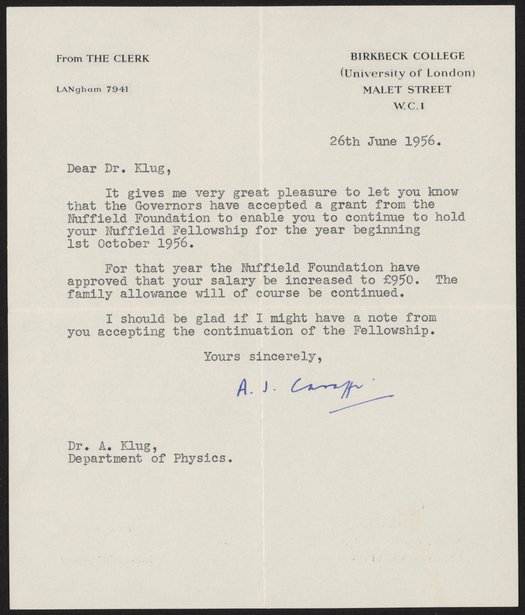 From THE CLERK
LANgham 7941
BIRKBECK COLLEGE
(University of London)
MALET STREET
W.C.1
26th June 1956.
Dear Dr. Klug,
It gives me very great pleasure to let you know
that the Governors have accepted a grant from the
Nuffield Foundation to enable you to continue to hold
your Nuffield Fellowship for the year beginning
1st October 1956.
For that year the Nuffield Foundation have
approved that your salary be increased to £950. The
family allowance will of course be continued.
I should be glad if I might have a note from
you accepting the continuation of the Fellowship.
Yours sincerely,
A. J.
Dr. A. Klug,
Department of Physics.